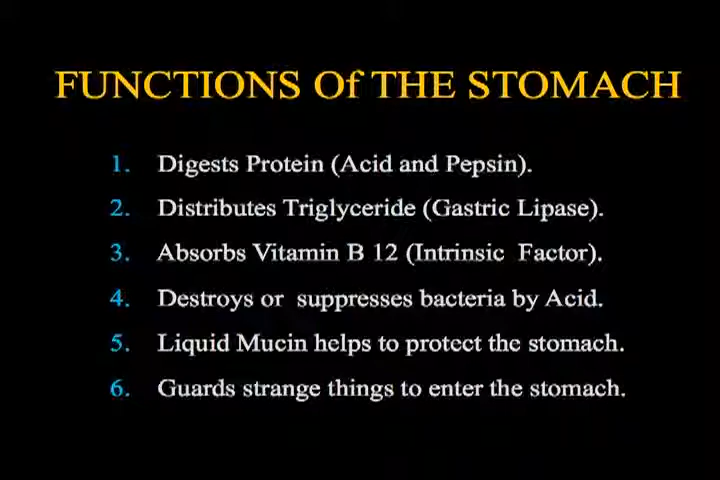 FUNCTIONS Of THE STOMACH
1. Digests Protein (Acid and Pepsin).
2. Distributes Triglyceride (Gastric Lipase).
3. Absorbs Vitamin B 12 (Intrinsic Factor).
4. Destroys or suppresses bacteria by Acid.
5. Liquid Mucin helps to protect the stomach.
6. Guards strange things to enter the stomach.